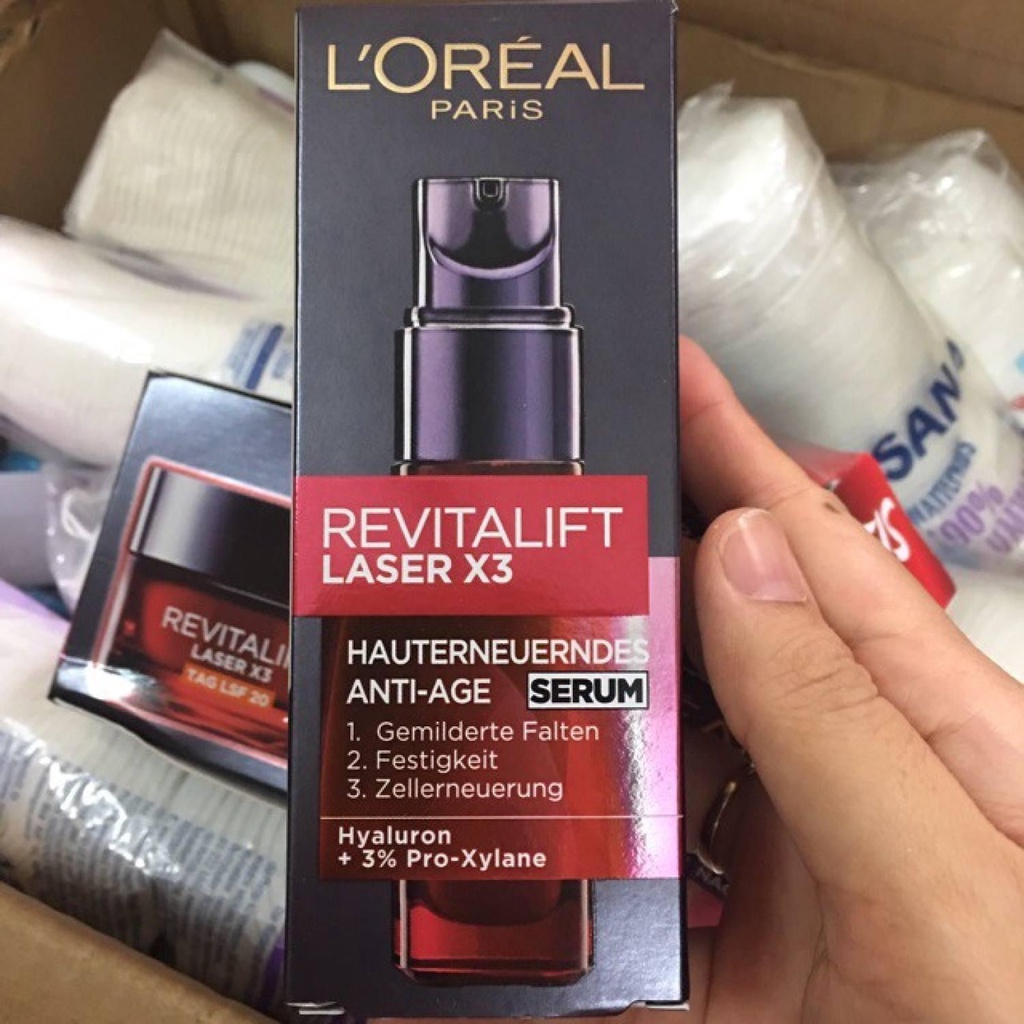 L'ORÉAL
PARiS
REVITALIFT
LASER X3
HAUTERNEUERNDES
ANTI-AGE SERUM
1. Gemilderte Falten
2. Festigkeit
3. Zellerneuerung
Hyaluron
+ 3% Pro-Xylane
LASER X3
TAG LSF 20
90%